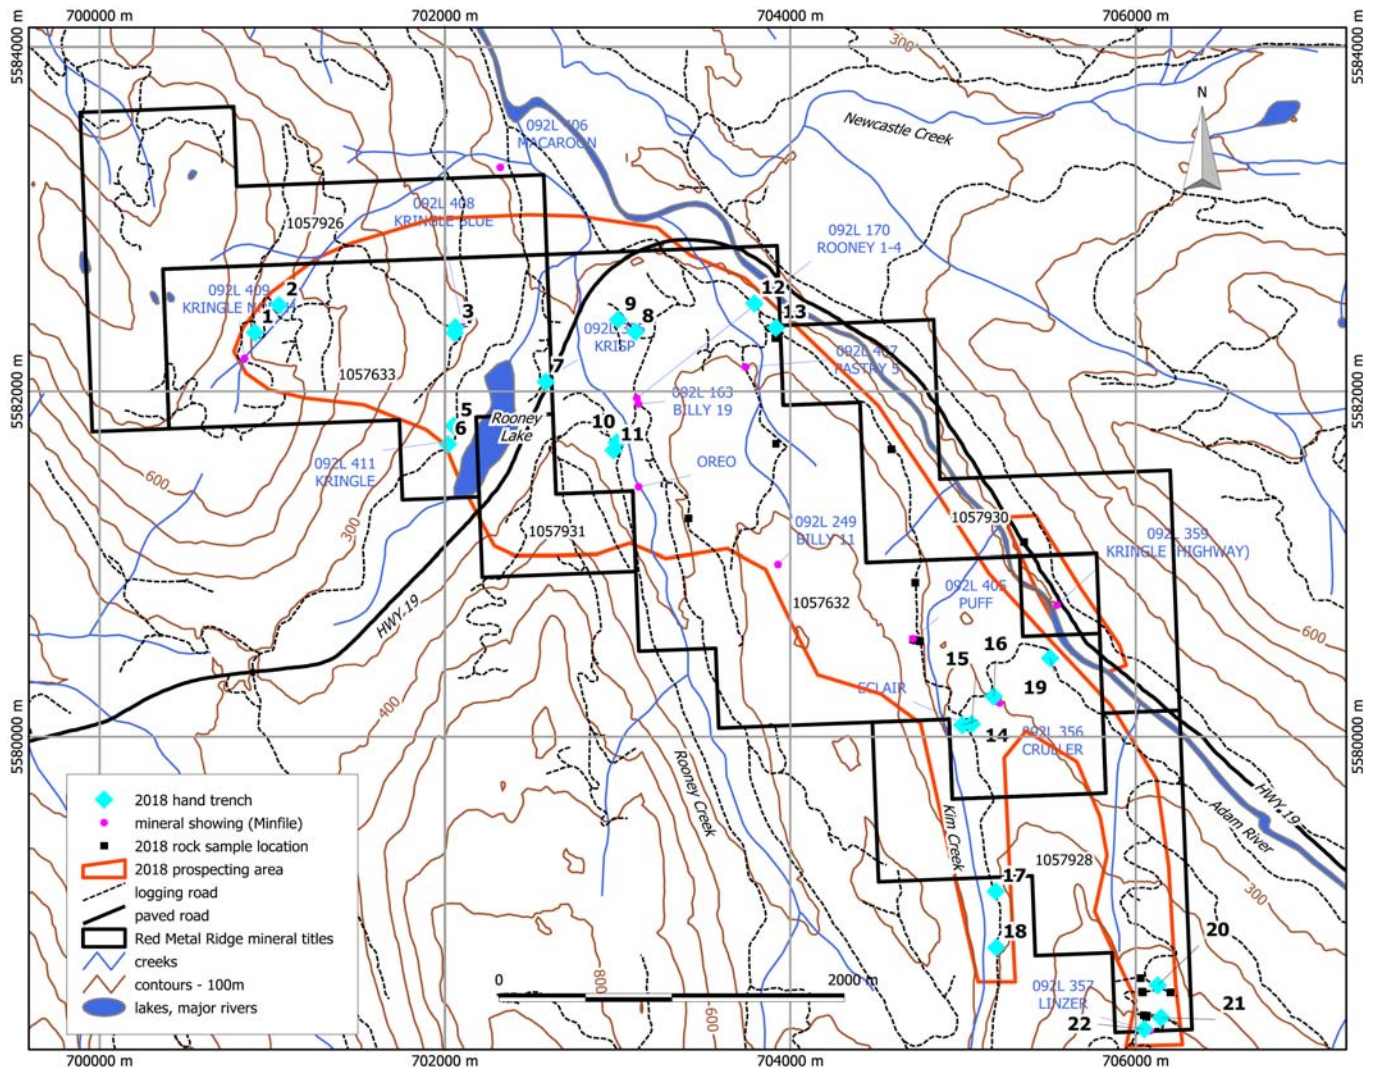 700000 m
702000 m
704000 m
706000 m
5584000 m
5584000 m
300
N
Newcastle Creek
092L 406
MACAROON
092L 408
KRINGLE BLUE
1057926
092L 170
ROONEY 1-4
092L 409
2
12
1
3
9
8
13
KRISP
7
092L 407
PASTRY 5
1057633
5582000 m
5582000 m
092L 163
BILLY 19
5
6
Rooney
Lake
10
11
092L 411
KRINGLE
OREO
600
300
1057931
1057930
092L 249
BILLY 11
092L 359
KRINGLE (HIGHWAY)
092L 405
PUFF
1057632
HWY.19
600
16
15
19
ECLAIR
400
14
092L 356
CRULLER
5580000 m
5580000 m
Rooney Creek
Kim Creek
HWY.19
Adam River
1057928
17
300
18
20
092L 357
LINZER
21
22
800
600
0
2000 m
2018 hand trench
mineral showing (Minfile)
2018 rock sample location
2018 prospecting area
logging road
paved road
Red Metal Ridge mineral titles
creeks
contours - 100m
lakes, major rivers
700000 m
702000 m
704000 m
706000 m